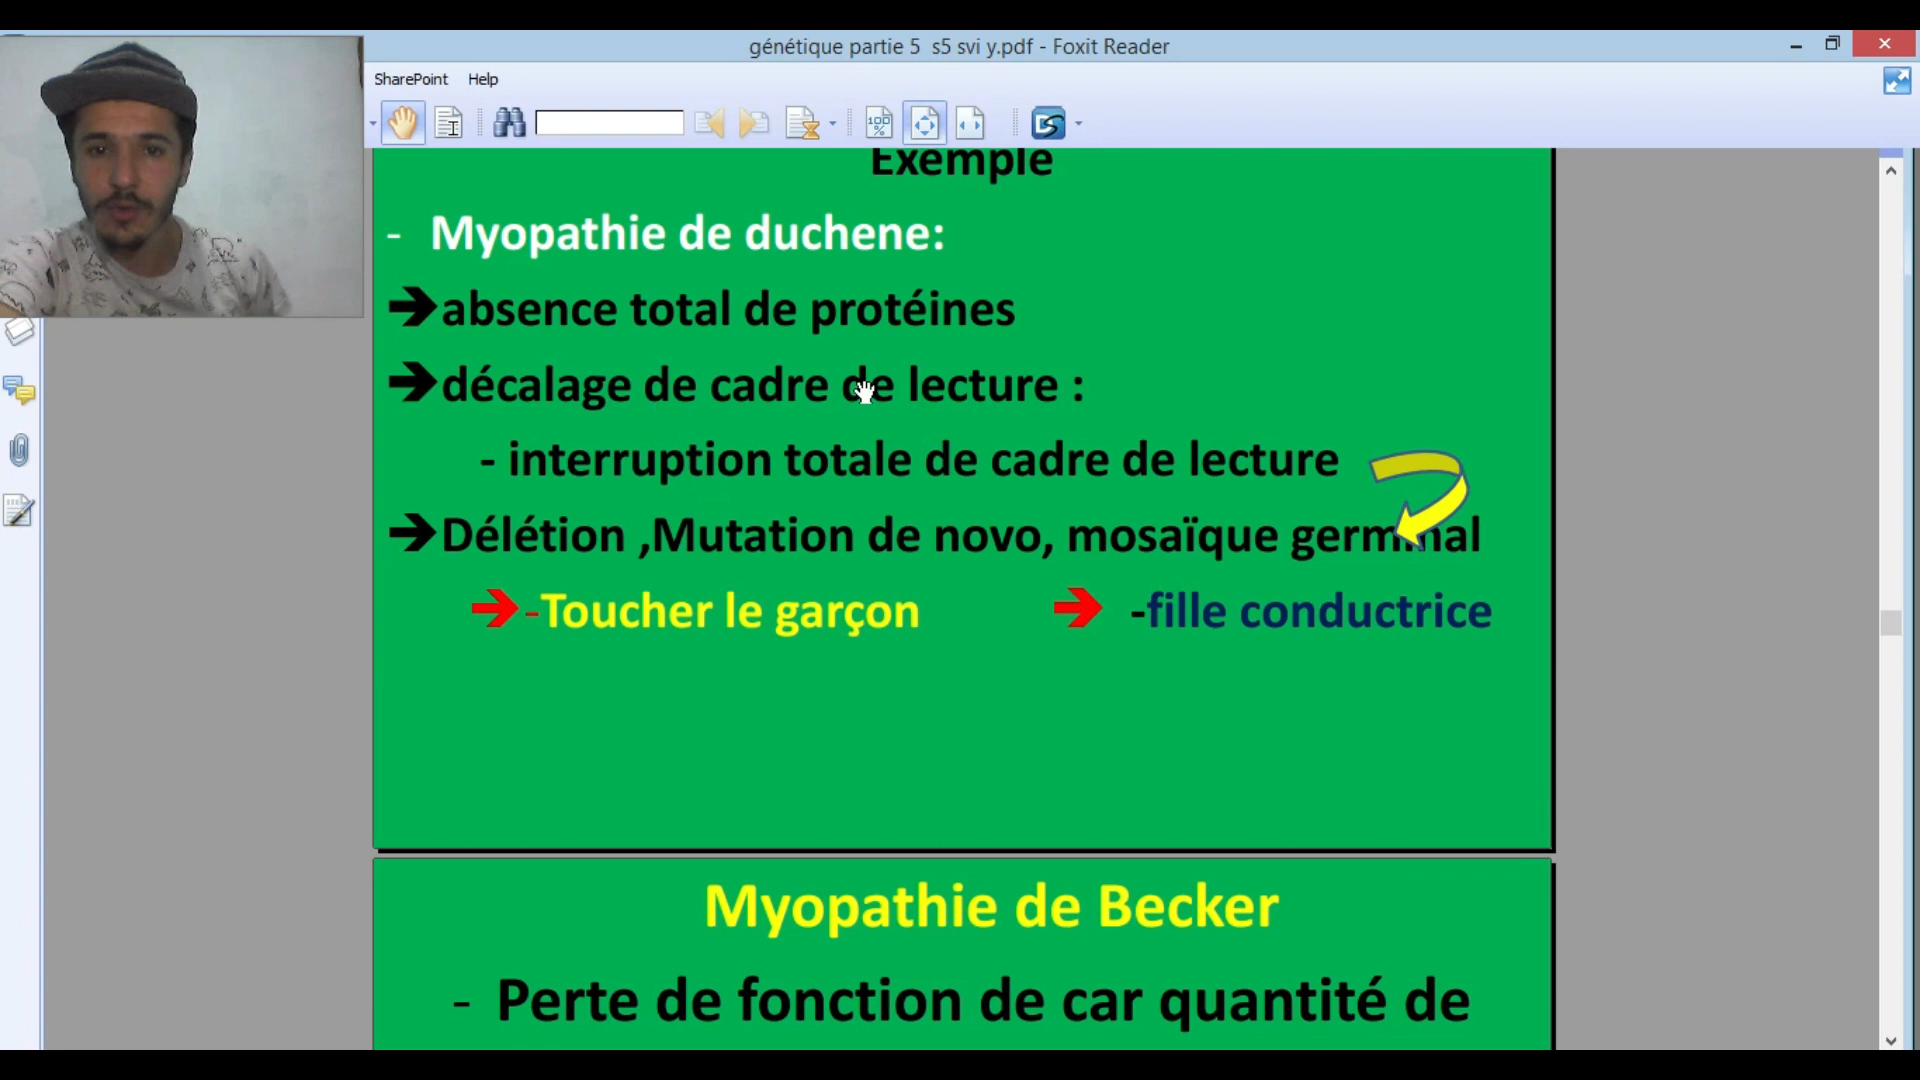 génétique partie 5 s5 svi y.pdf - Foxit Reader
SharePoint Help
100 %
Exemple
- Myopathie de duchene:
➔absence total de protéines
➔décalage de cadre de lecture :
- interruption totale de cadre de lecture
➔Délétion ,Mutation de novo, mosaïque germinal
➔-Toucher le garçon ➔ -fille conductrice
Myopathie de Becker
- Perte de fonction de car quantité de